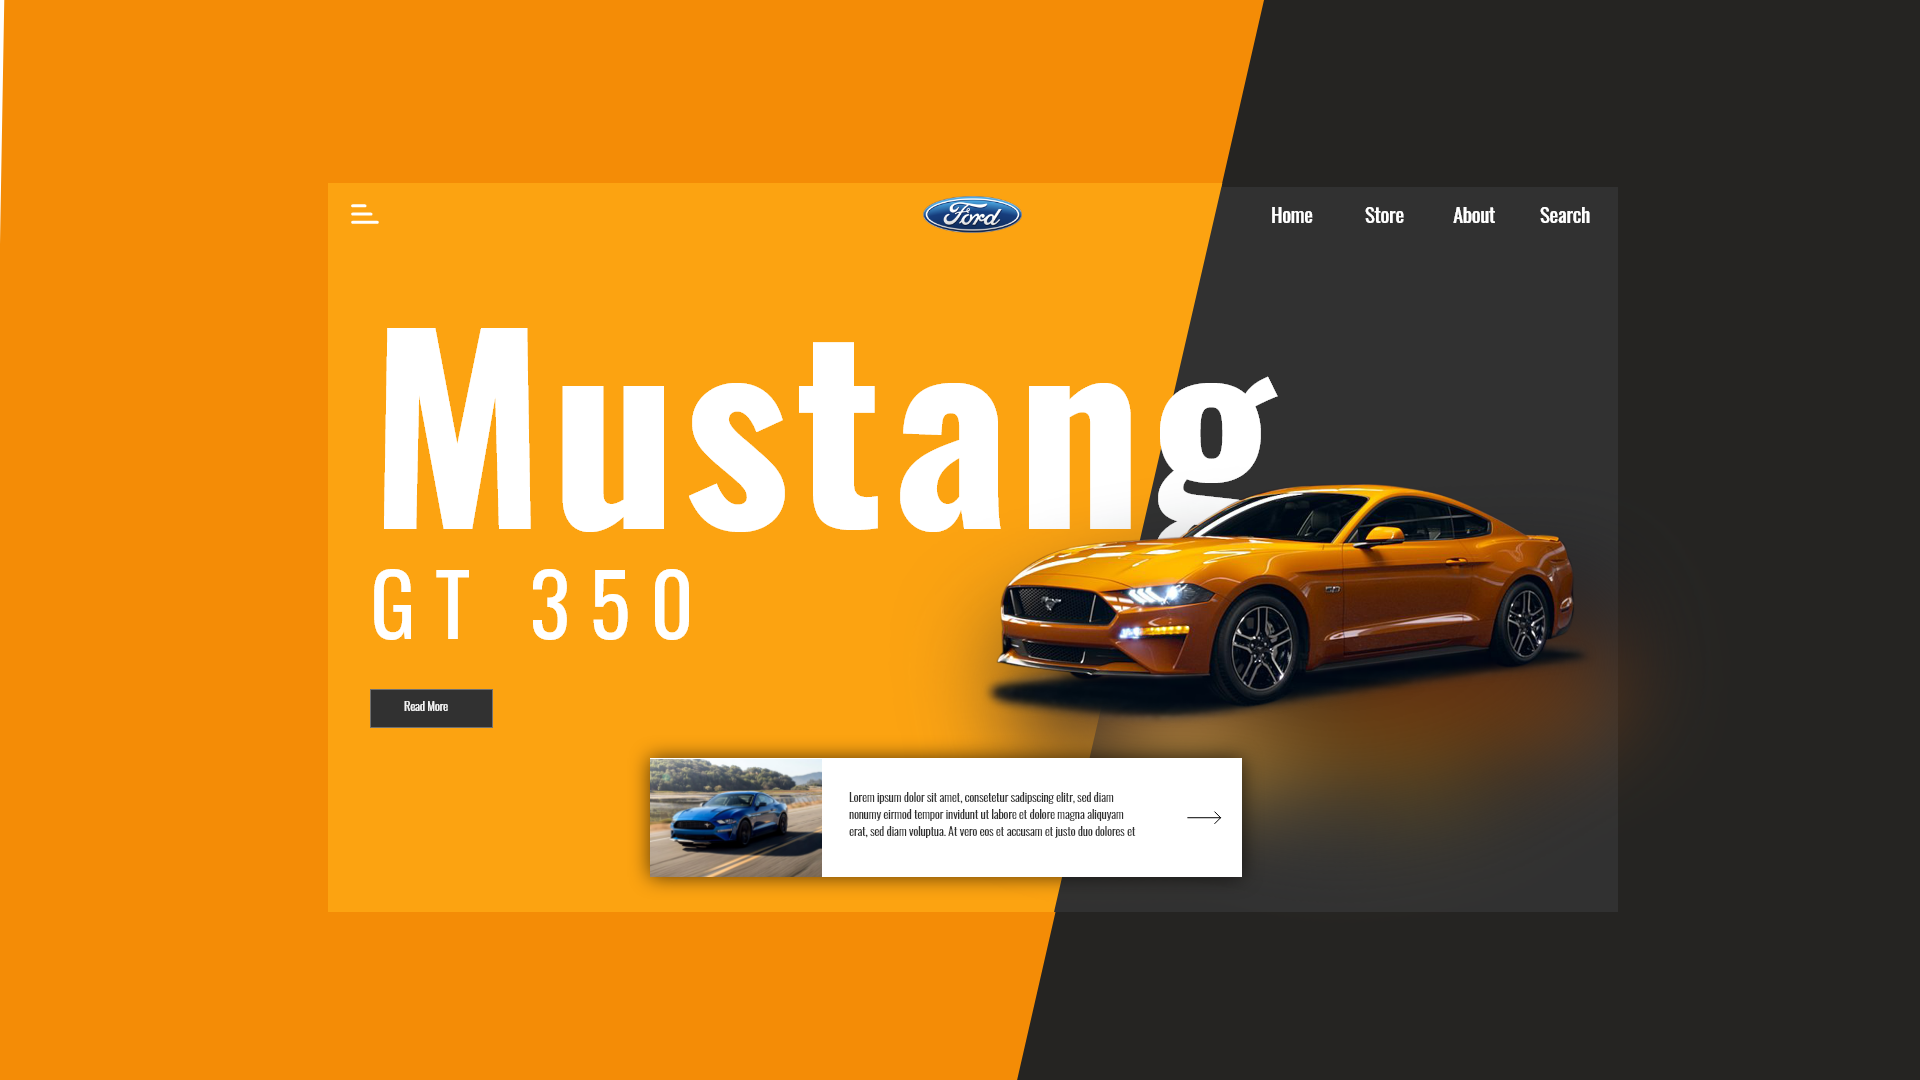 Ford
Home Store About Search
Mustang
GT 350
5.0
Read More
Lorem ipsum dolor sit amet, consetetur sadipscing elitr, sed diam
nonumy eirmod tempor invidunt ut labore et dolore magna aliquyam
erat, sed diam voluptua. At vero eos et accusam et justo duo dolores et